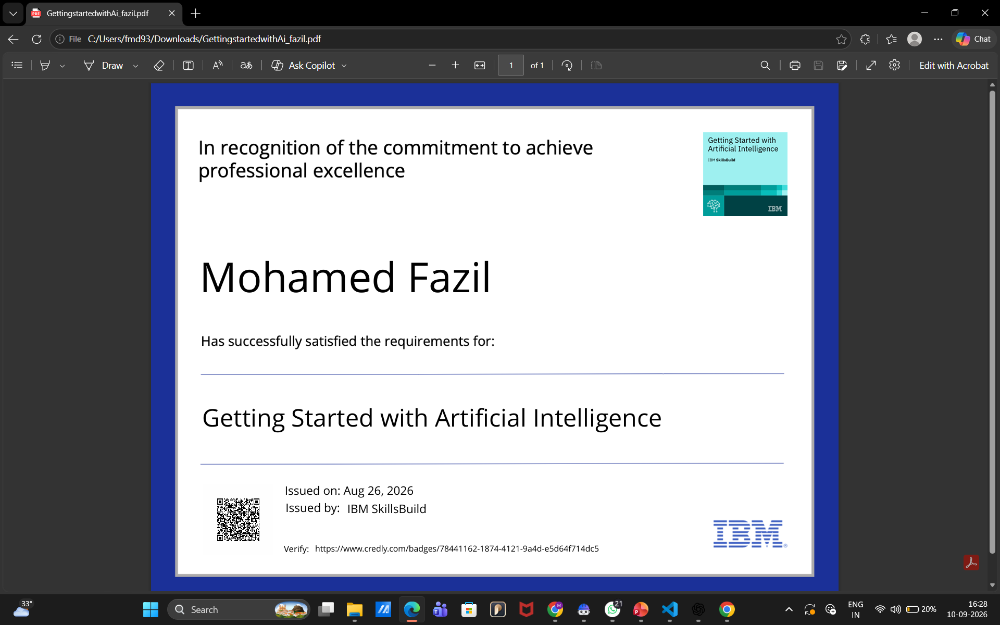 GettingstartedwithAi_fazil.pdf
File C:/Users/fmd93/Downloads/GettingstartedwithAi_fazil.pdf
Chat
Draw
aあ
Ask Copilot
1 of 1
Edit with Acrobat
In recognition of the commitment to achieve
professional excellence
Getting Started with
Artificial Intelligence
IBM SkillsBuild
IBM
Mohamed Fazil
Has successfully satisfied the requirements for:
Getting Started with Artificial Intelligence
Issued on: Aug 26, 2026
Issued by: IBM SkillsBuild
Verify: https://www.credly.com/badges/78441162-1874-4121-9a4d-e5d64f714dc5
IBM®
33°
Search
21
ENG
IN
20%
16:28
10-09-2026